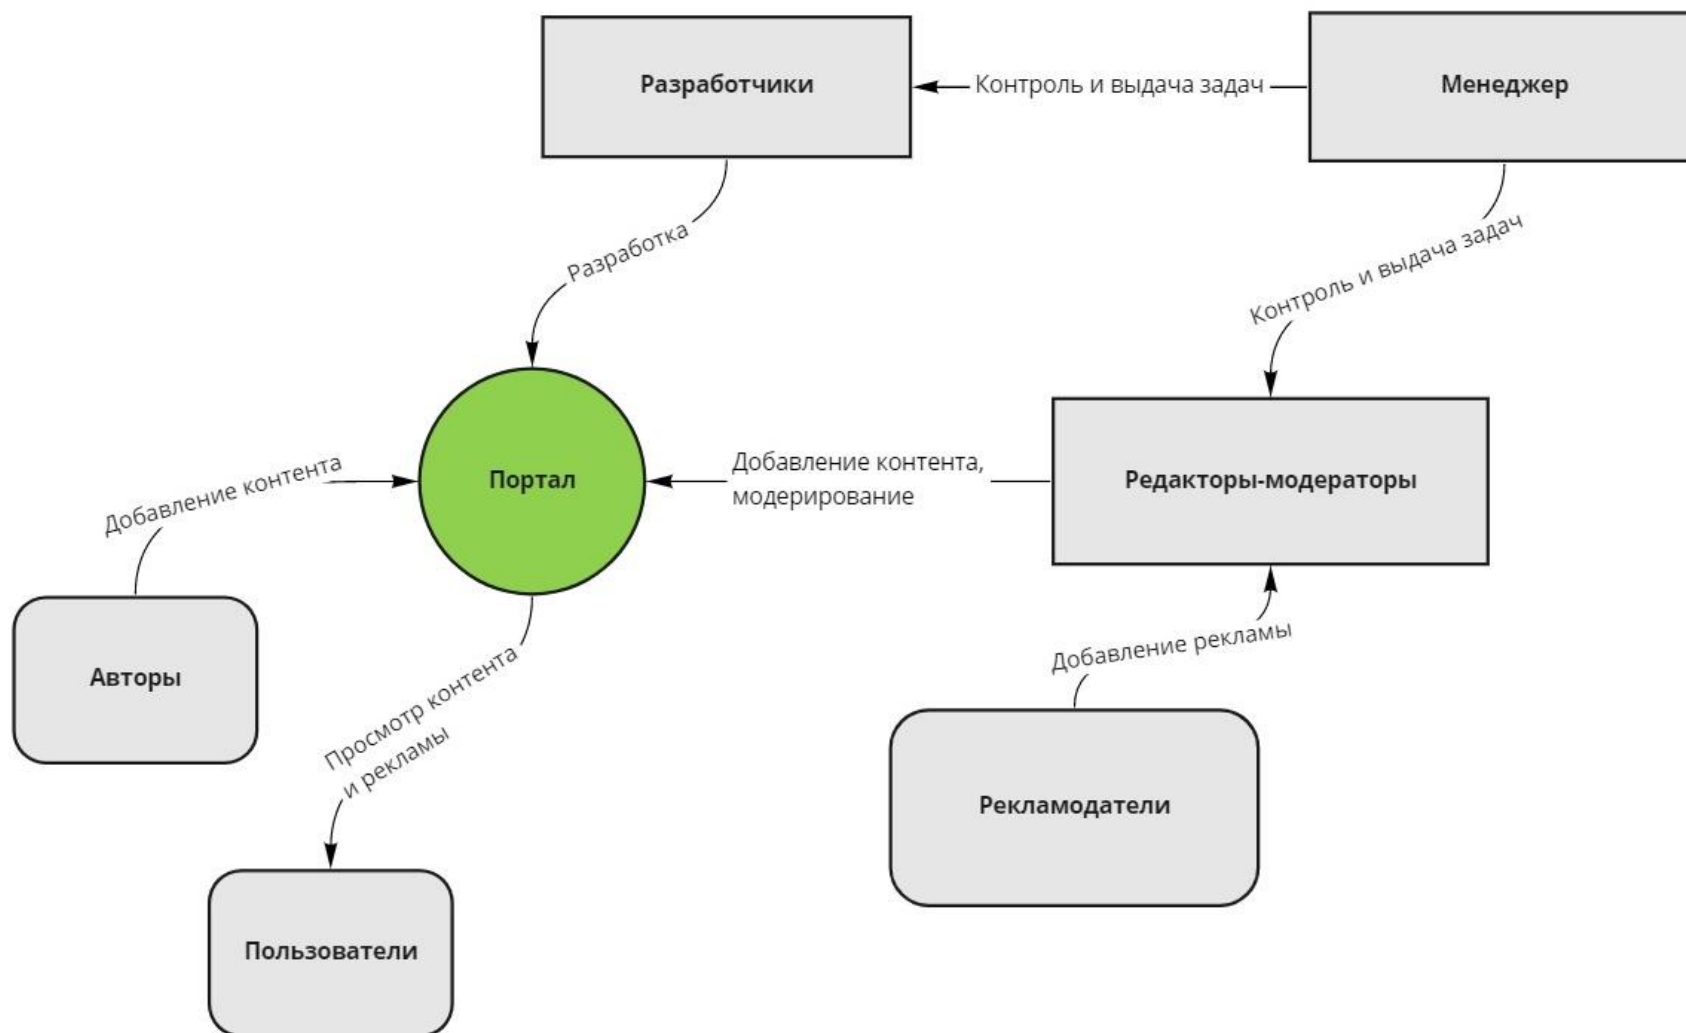 Разработчики
Контроль и выдача задач
Менеджер
Разработка
Контроль и выдача задач
Добавление контента
Портал
Добавление контента,
модерирование
Редакторы-модераторы
Авторы
Просмотр контента
и рекламы
Добавление рекламы
Рекламодатели
Пользователи